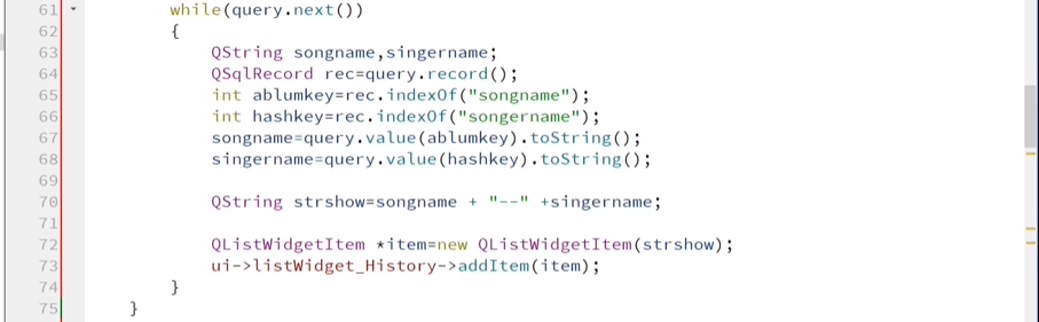 61 while(query.next())
62 {
63 QString songname,singername;
64 QSqlRecord rec=query.record();
65 int ablumkey=rec.indexOf("songname");
66 int hashkey=rec.indexOf("songername");
67 songname=query.value(ablumkey).toString();
68 singername=query.value(hashkey).toString();
69
70 QString strshow=songname + "--" +singername;
71
72 QListWidgetItem *item=new QListWidgetItem(strshow);
73 ui->listWidget_History->addItem(item);
74 }
75 }